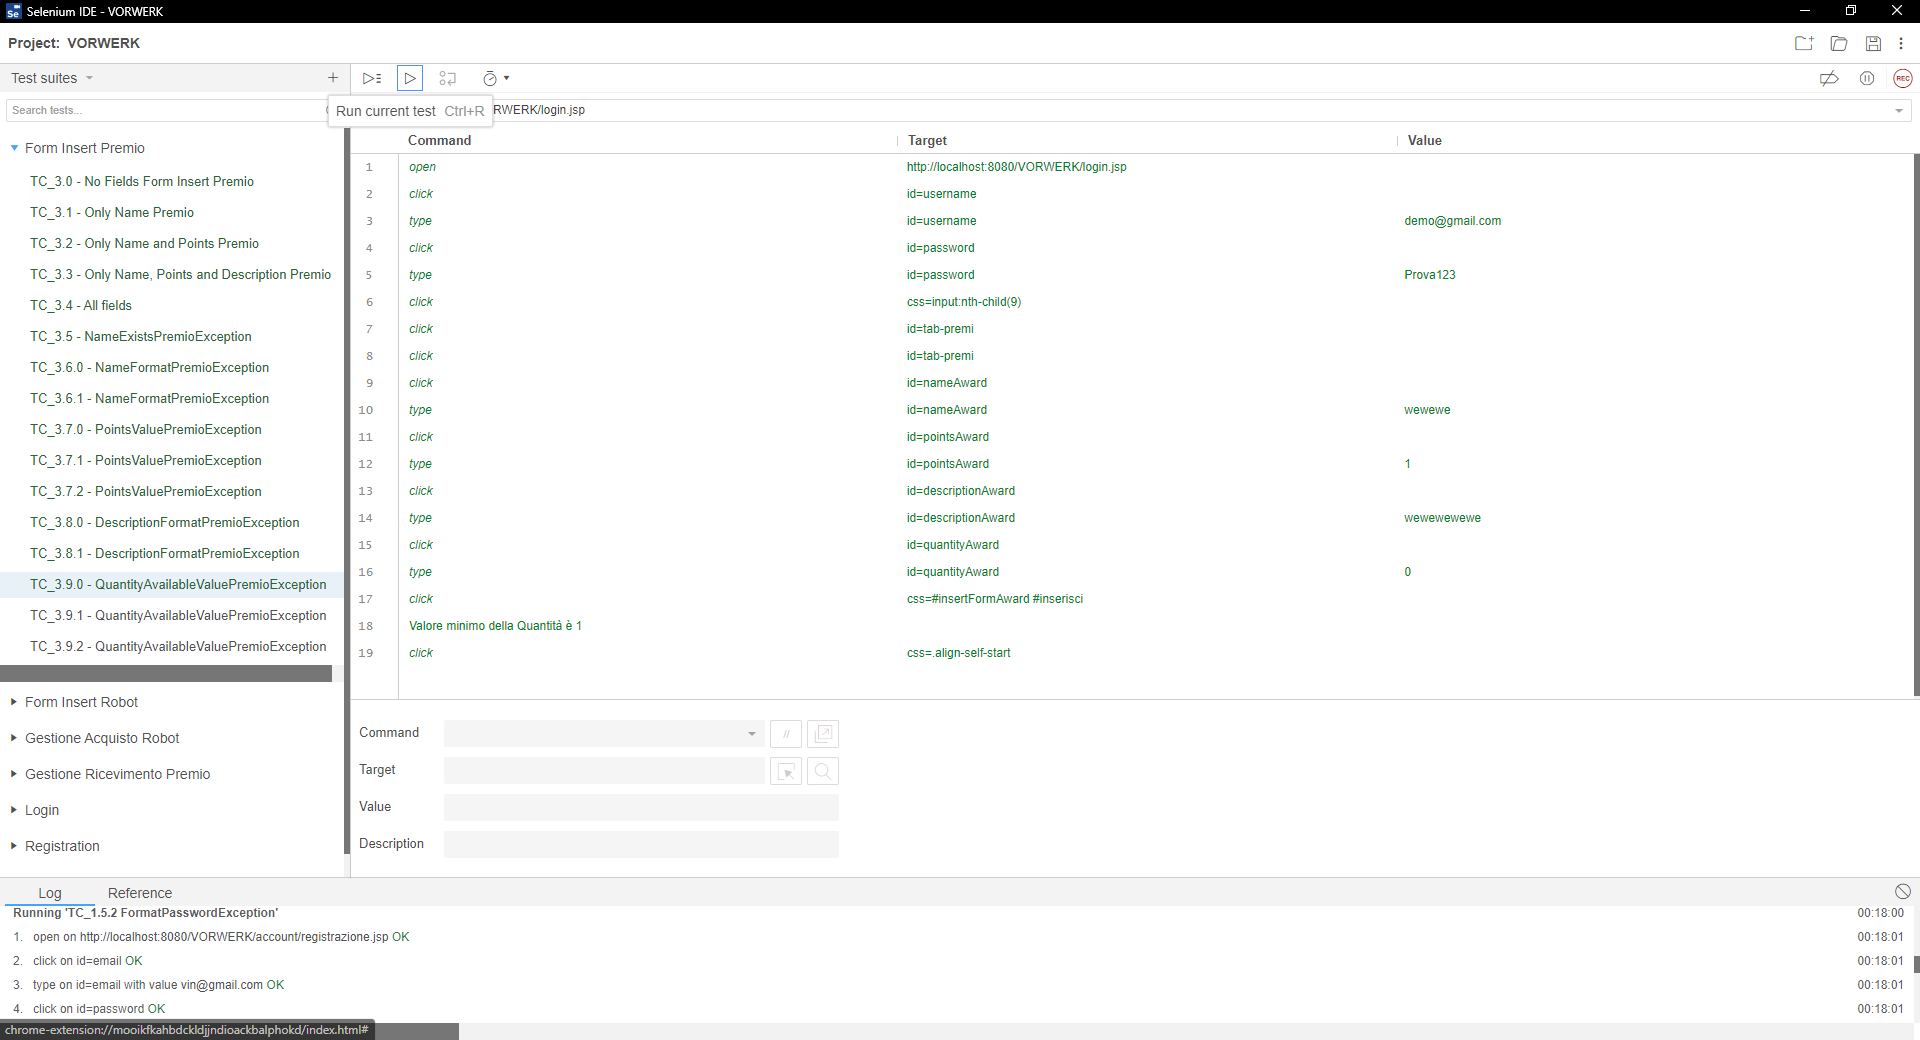 Selenium IDE - VORWERK
Project: VORWERK
Test suites
Search tests...
Run current test Ctrl+R
RWERK/login.jsp
Command Target Value
Form Insert Premio
TC_3.0 - No Fields Form Insert Premio
TC_3.1 - Only Name Premio
TC_3.2 - Only Name and Points Premio
TC_3.3 - Only Name, Points and Description Premio
TC_3.4 - All fields
TC_3.5 - NameExistsPremioException
TC_3.6.0 - NameFormatPremioException
TC_3.6.1 - NameFormatPremioException
TC_3.7.0 - PointsValuePremioException
TC_3.7.1 - PointsValuePremioException
TC_3.7.2 - PointsValuePremioException
TC_3.8.0 - DescriptionFormatPremioException
TC_3.8.1 - DescriptionFormatPremioException
TC_3.9.0 - QuantityAvailableValuePremioException
TC_3.9.1 - QuantityAvailableValuePremioException
TC_3.9.2 - QuantityAvailableValuePremioException
Form Insert Robot
Gestione Acquisto Robot
Gestione Ricevimento Premio
Login
Registration
1 open http://localhost:8080/VORWERK/login.jsp
2 click id=username
3 type id=username demo@gmail.com
4 click id=password
5 type id=password Prova123
6 click css=input:nth-child(9)
7 click id=tab-premi
8 click id=tab-premi
9 click id=nameAward
10 type id=nameAward wewewe
11 click id=pointsAward
12 type id=pointsAward 1
13 click id=descriptionAward
14 type id=descriptionAward wewewewewe
15 click id=quantityAward
16 type id=quantityAward 0
17 click css=#insertFormAward #inserisci
18 Valore minimo della Quantità è 1
19 click css=.align-self-start
Command //
Target
Value
Description
REC
Log Reference
Running 'TC_1.5.2 FormatPasswordException' 00:18:00
1. open on http://localhost:8080/VORWERK/account/registrazione.jsp OK 00:18:01
2. click on id=email OK 00:18:01
3. type on id=email with value vin@gmail.com OK 00:18:01
4. click on id=password OK 00:18:01
chrome-extension://mooikfkahbdckldjjndioackbalphokd/index.html#